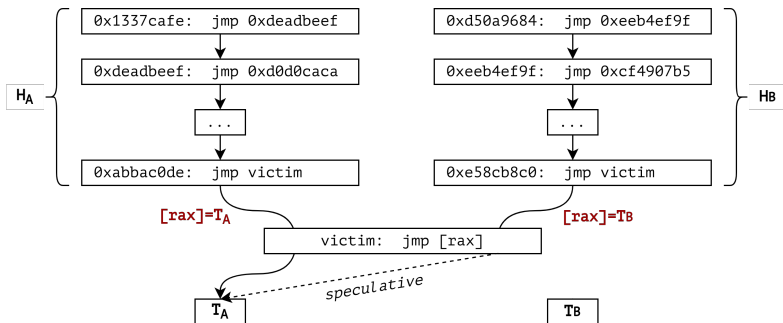 0x1337cafe: jmp 0xdeadbeef
0xd50a9684: jmp 0xeeb4ef9f
0xdeadbeef: jmp 0xd0d0caca
0xeeb4ef9f: jmp 0xcf4907b5
HA
HB
...
...
0xabbac0de: jmp victim
0xe58cb8c0: jmp victim
[rax]=TA
[rax]=TB
victim: jmp [rax]
speculative
TA
TB